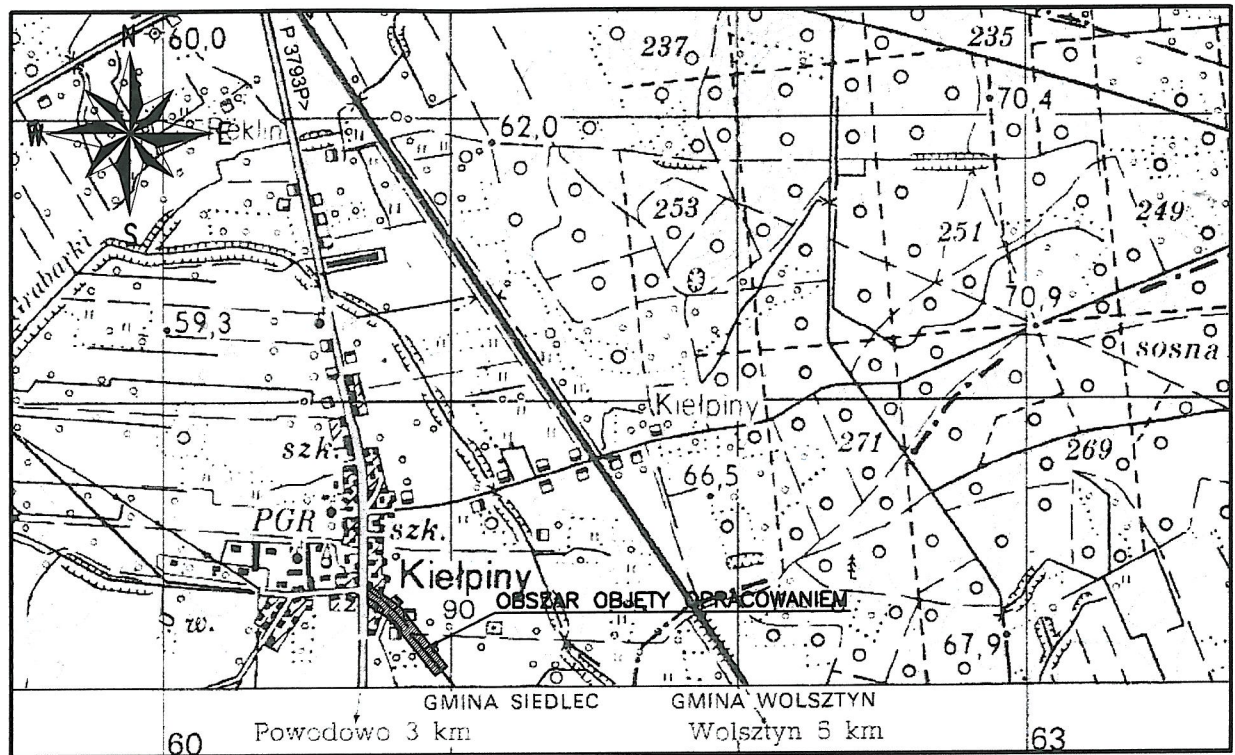 N 60,0
P 3793P>
237
235
70,4
W E
62,0
S
253
251
249
59,3
70,9
sosna
Kiełpiny
szk.
271
269
66,5
PGR szk.
Kiełpiny
90 OBSZAR OBJĘTY OPRACOWANIEM
w.
67,9
GMINA SIEDLEC GMINA WOLSZTYN
Powodowo 3 km Wolsztyn 5 km
60 63